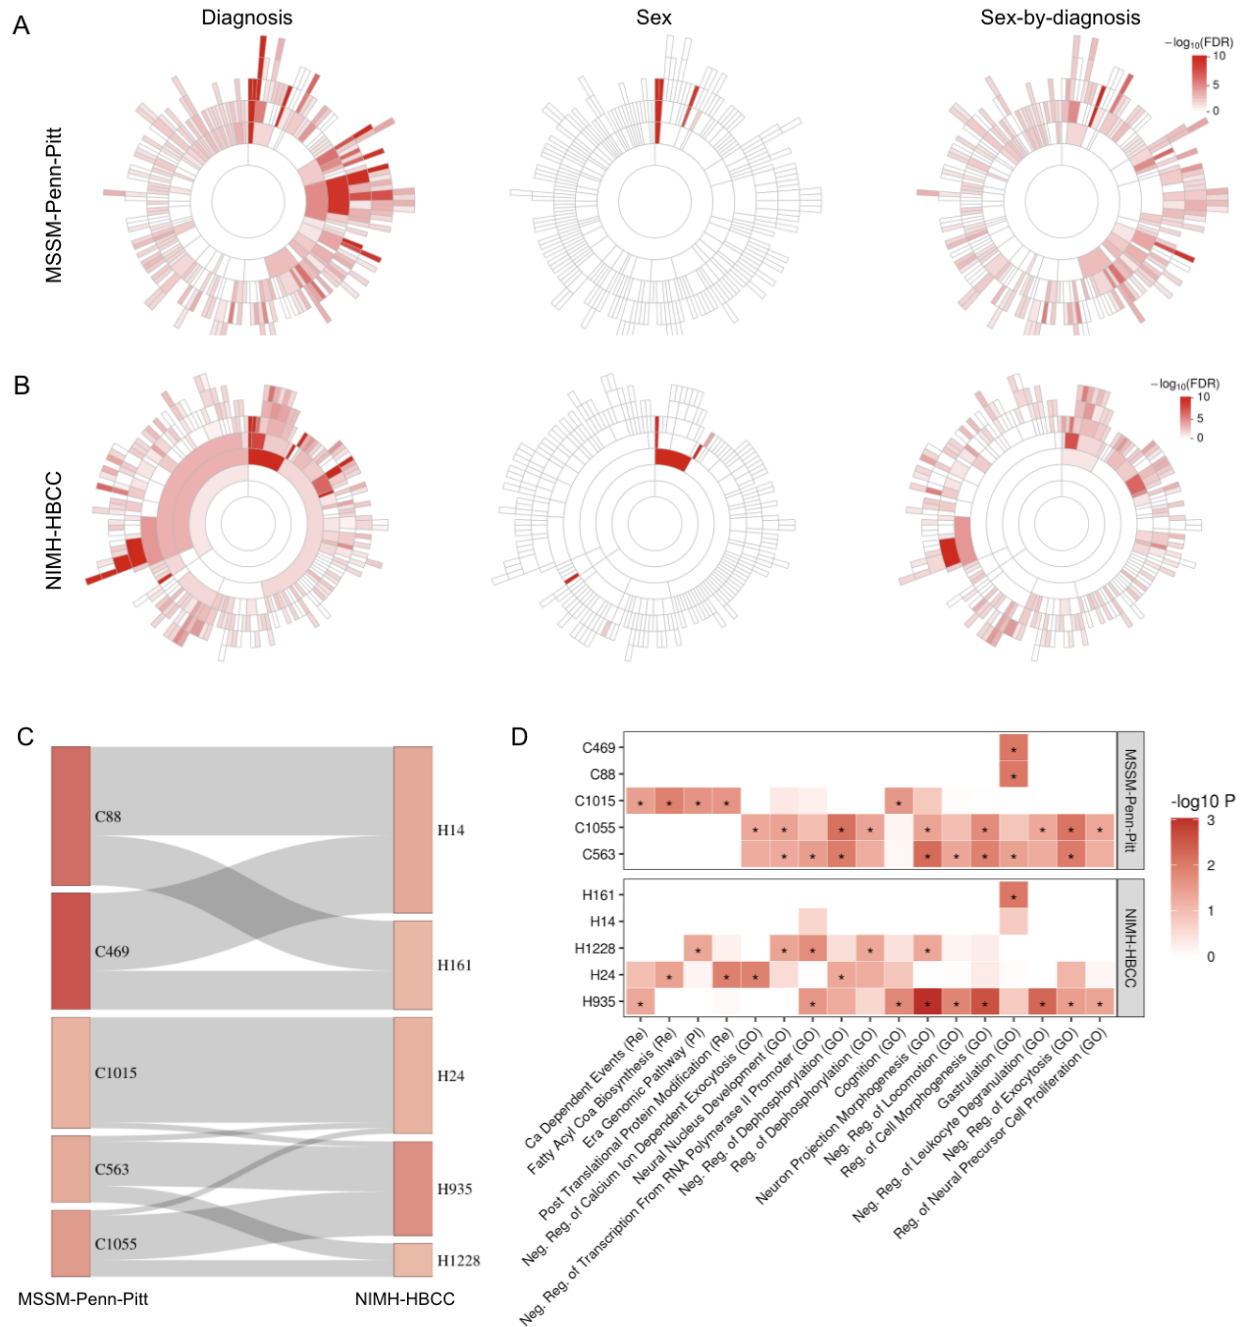 A
Diagnosis
Sex
Sex-by-diagnosis
−log10(FDR)
10
5
0
MSSM-Penn-Pitt
B
−log10(FDR)
10
5
0
NIMH-HBCC
C
C88
C469
C1015
C563
C1055
H14
H161
H24
H935
H1228
MSSM-Penn-Pitt
NIMH-HBCC
D
C469
C88
C1015
C1055
C563
MSSM-Penn-Pitt
H161
H14
H1228
H24
H935
NIMH-HBCC
-log10 P
3
2
1
0
Ca Dependent Events (Re)
Fatty Acyl Coa Biosynthesis (Re)
Era Genomic Pathway (PI)
Post Translational Protein Modification (Re)
Neg. Reg. of Calcium Ion Dependent Exocytosis (GO)
Neural Nucleus Development (GO)
Neg. Reg. of Transcription From RNA Polymerase II Promoter (GO)
Neg. Reg. of Dephosphorylation (GO)
Reg. of Dephosphorylation (GO)
Cognition (GO)
Neuron Projection Morphogenesis (GO)
Neg. Reg. of Locomotion (GO)
Reg. of Cell Morphogenesis (GO)
Gastrulation (GO)
Neg. Reg. of Leukocyte Degranulation (GO)
Neg. Reg. of Exocytosis (GO)
Reg. of Neural Precursor Cell Proliferation (GO)